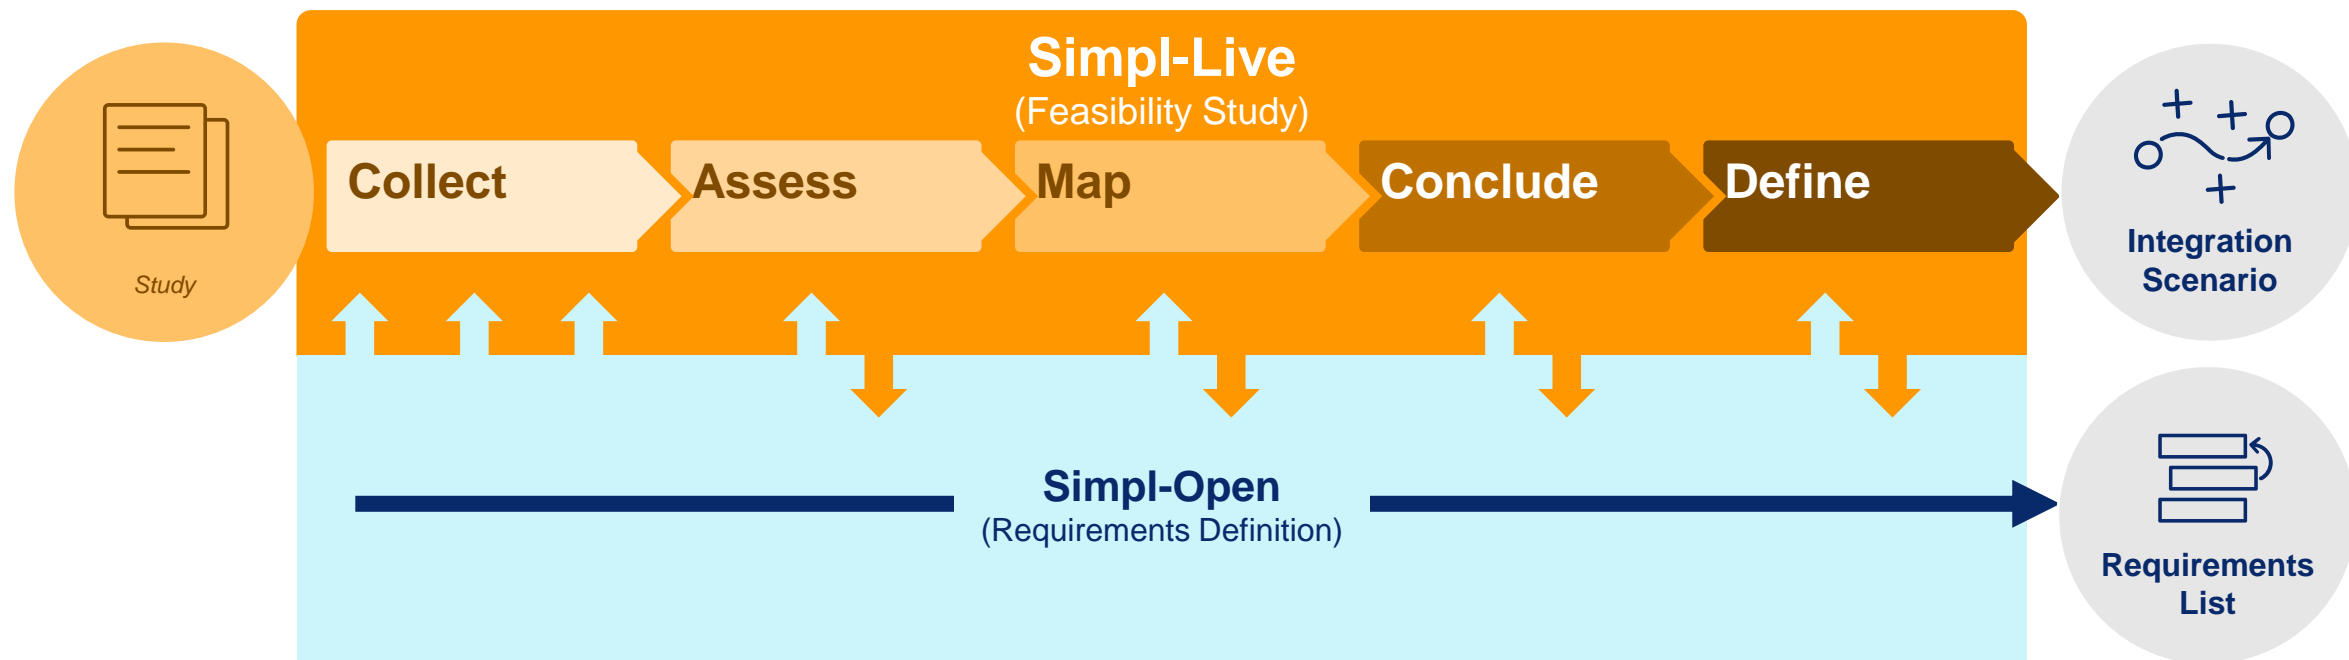 Simpl-Live
(Feasibility Study)
Study
Collect
Assess
Map
Conclude
Define
Integration
Scenario
Simpl-Open
(Requirements Definition)
Requirements
List